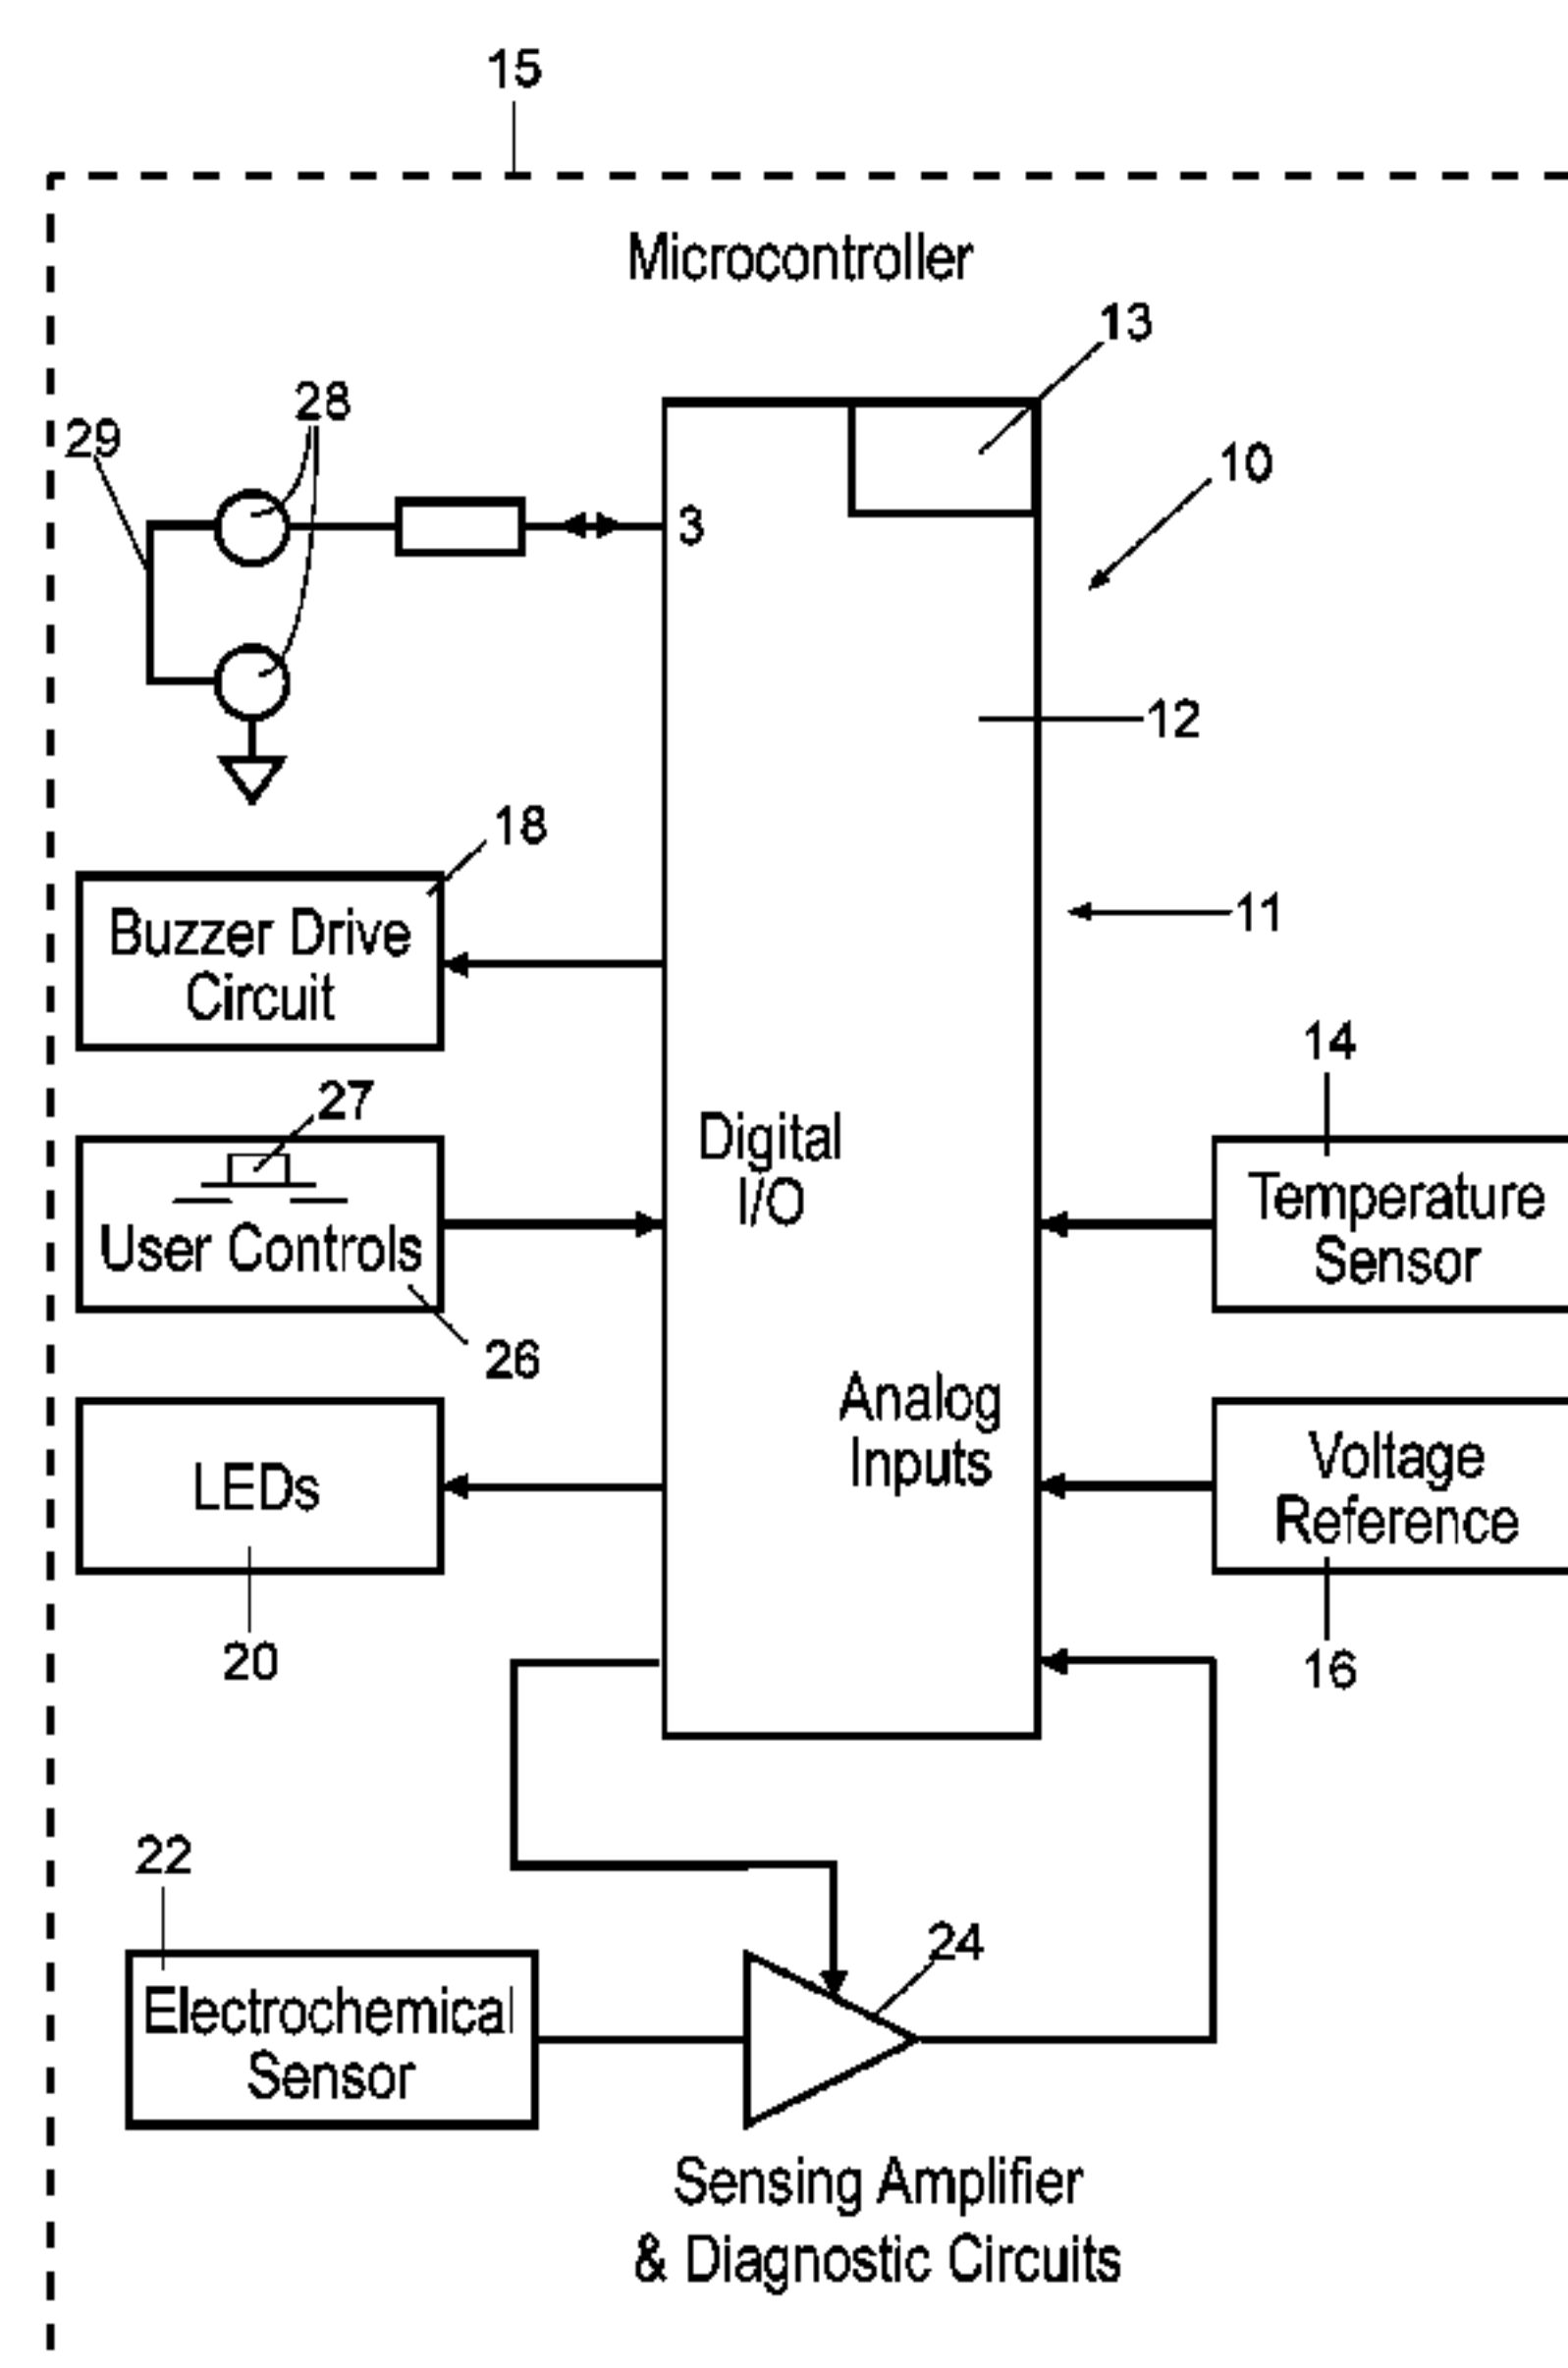 15
Microcontroller
13
28
29
10
3
12
18
Buzzer Drive
Circuit
11
14
27
Digital
I/O
User Controls
Temperature
Sensor
26
Analog
Inputs
LEDs
Voltage
Reference
20
16
22
24
Electrochemical
Sensor
Sensing Amplifier
& Diagnostic Circuits